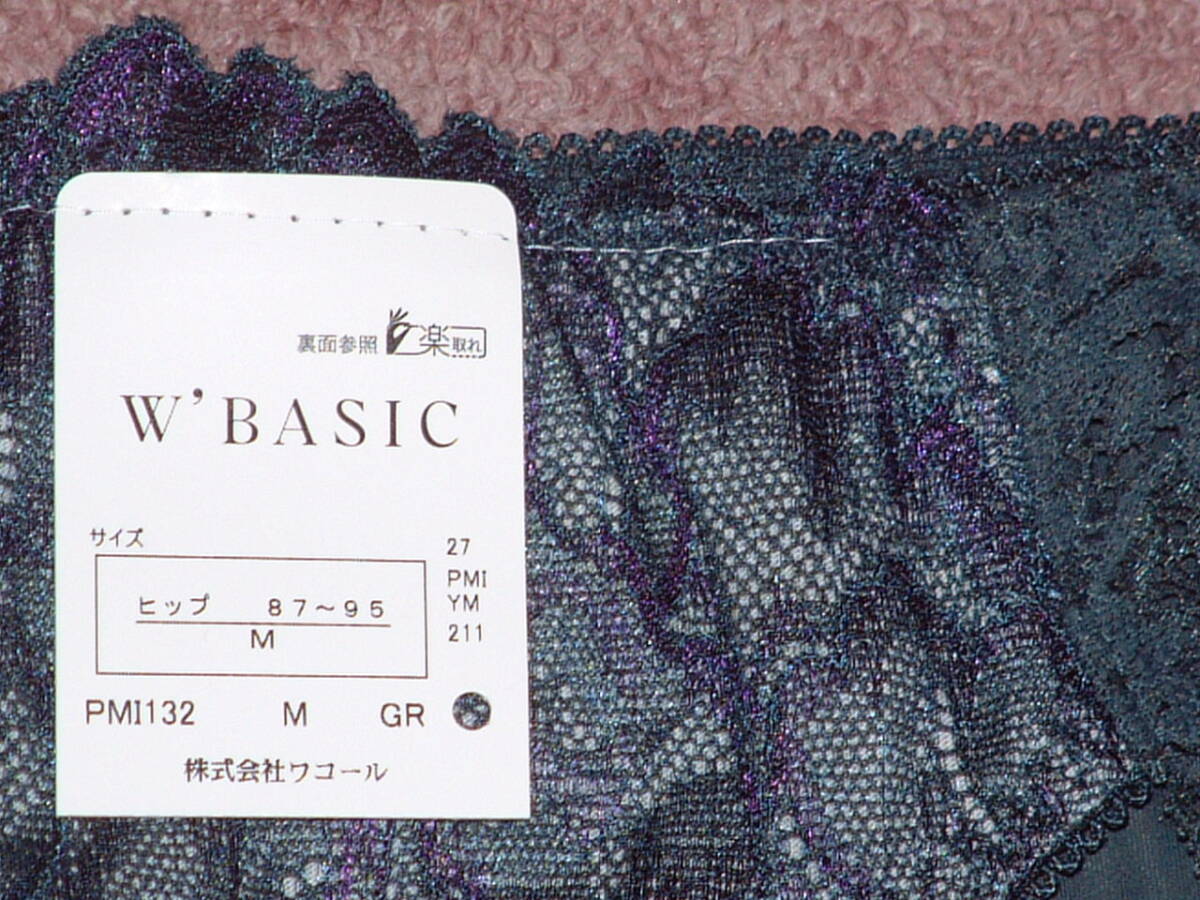 裏面参照 楽取れ
W'BASIC
サイズ
ヒップ 87〜95
M
27
PMI
YM
211
PMI132 M GR
株式会社ワコール